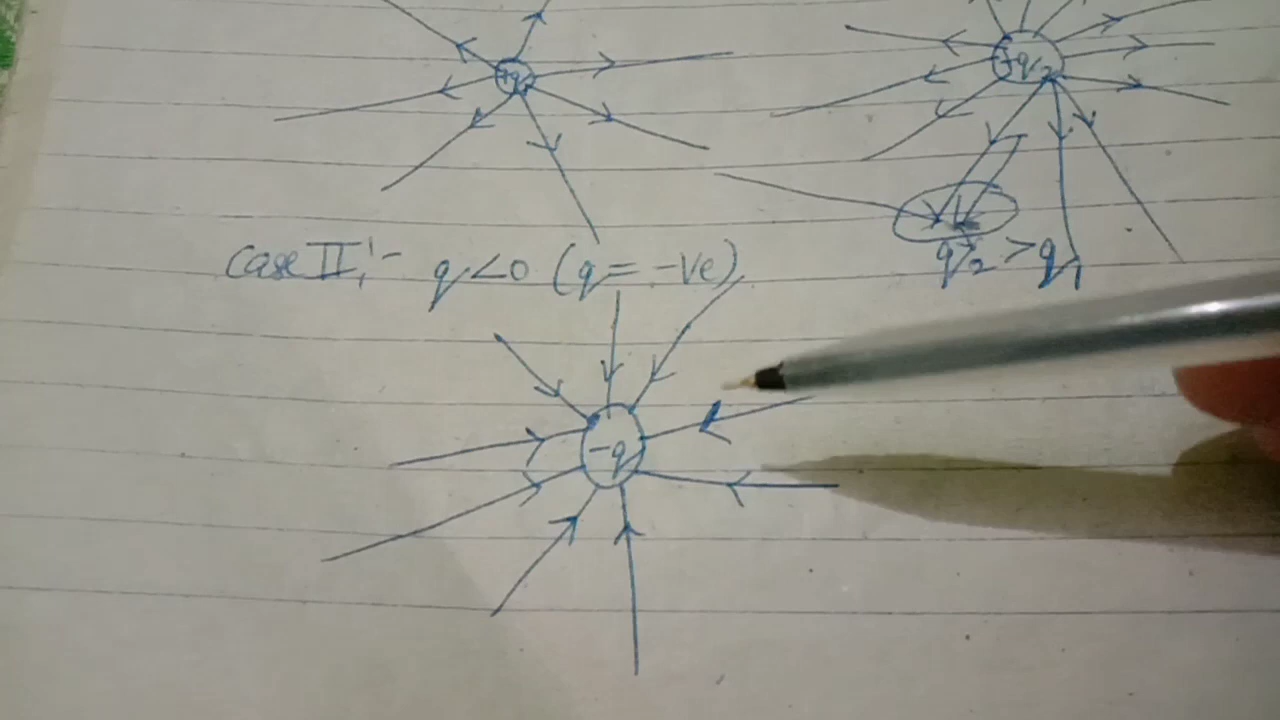 +q₁
+q₂
Case II :- q<0 (q = -ve)
q₂ > q₁
-q